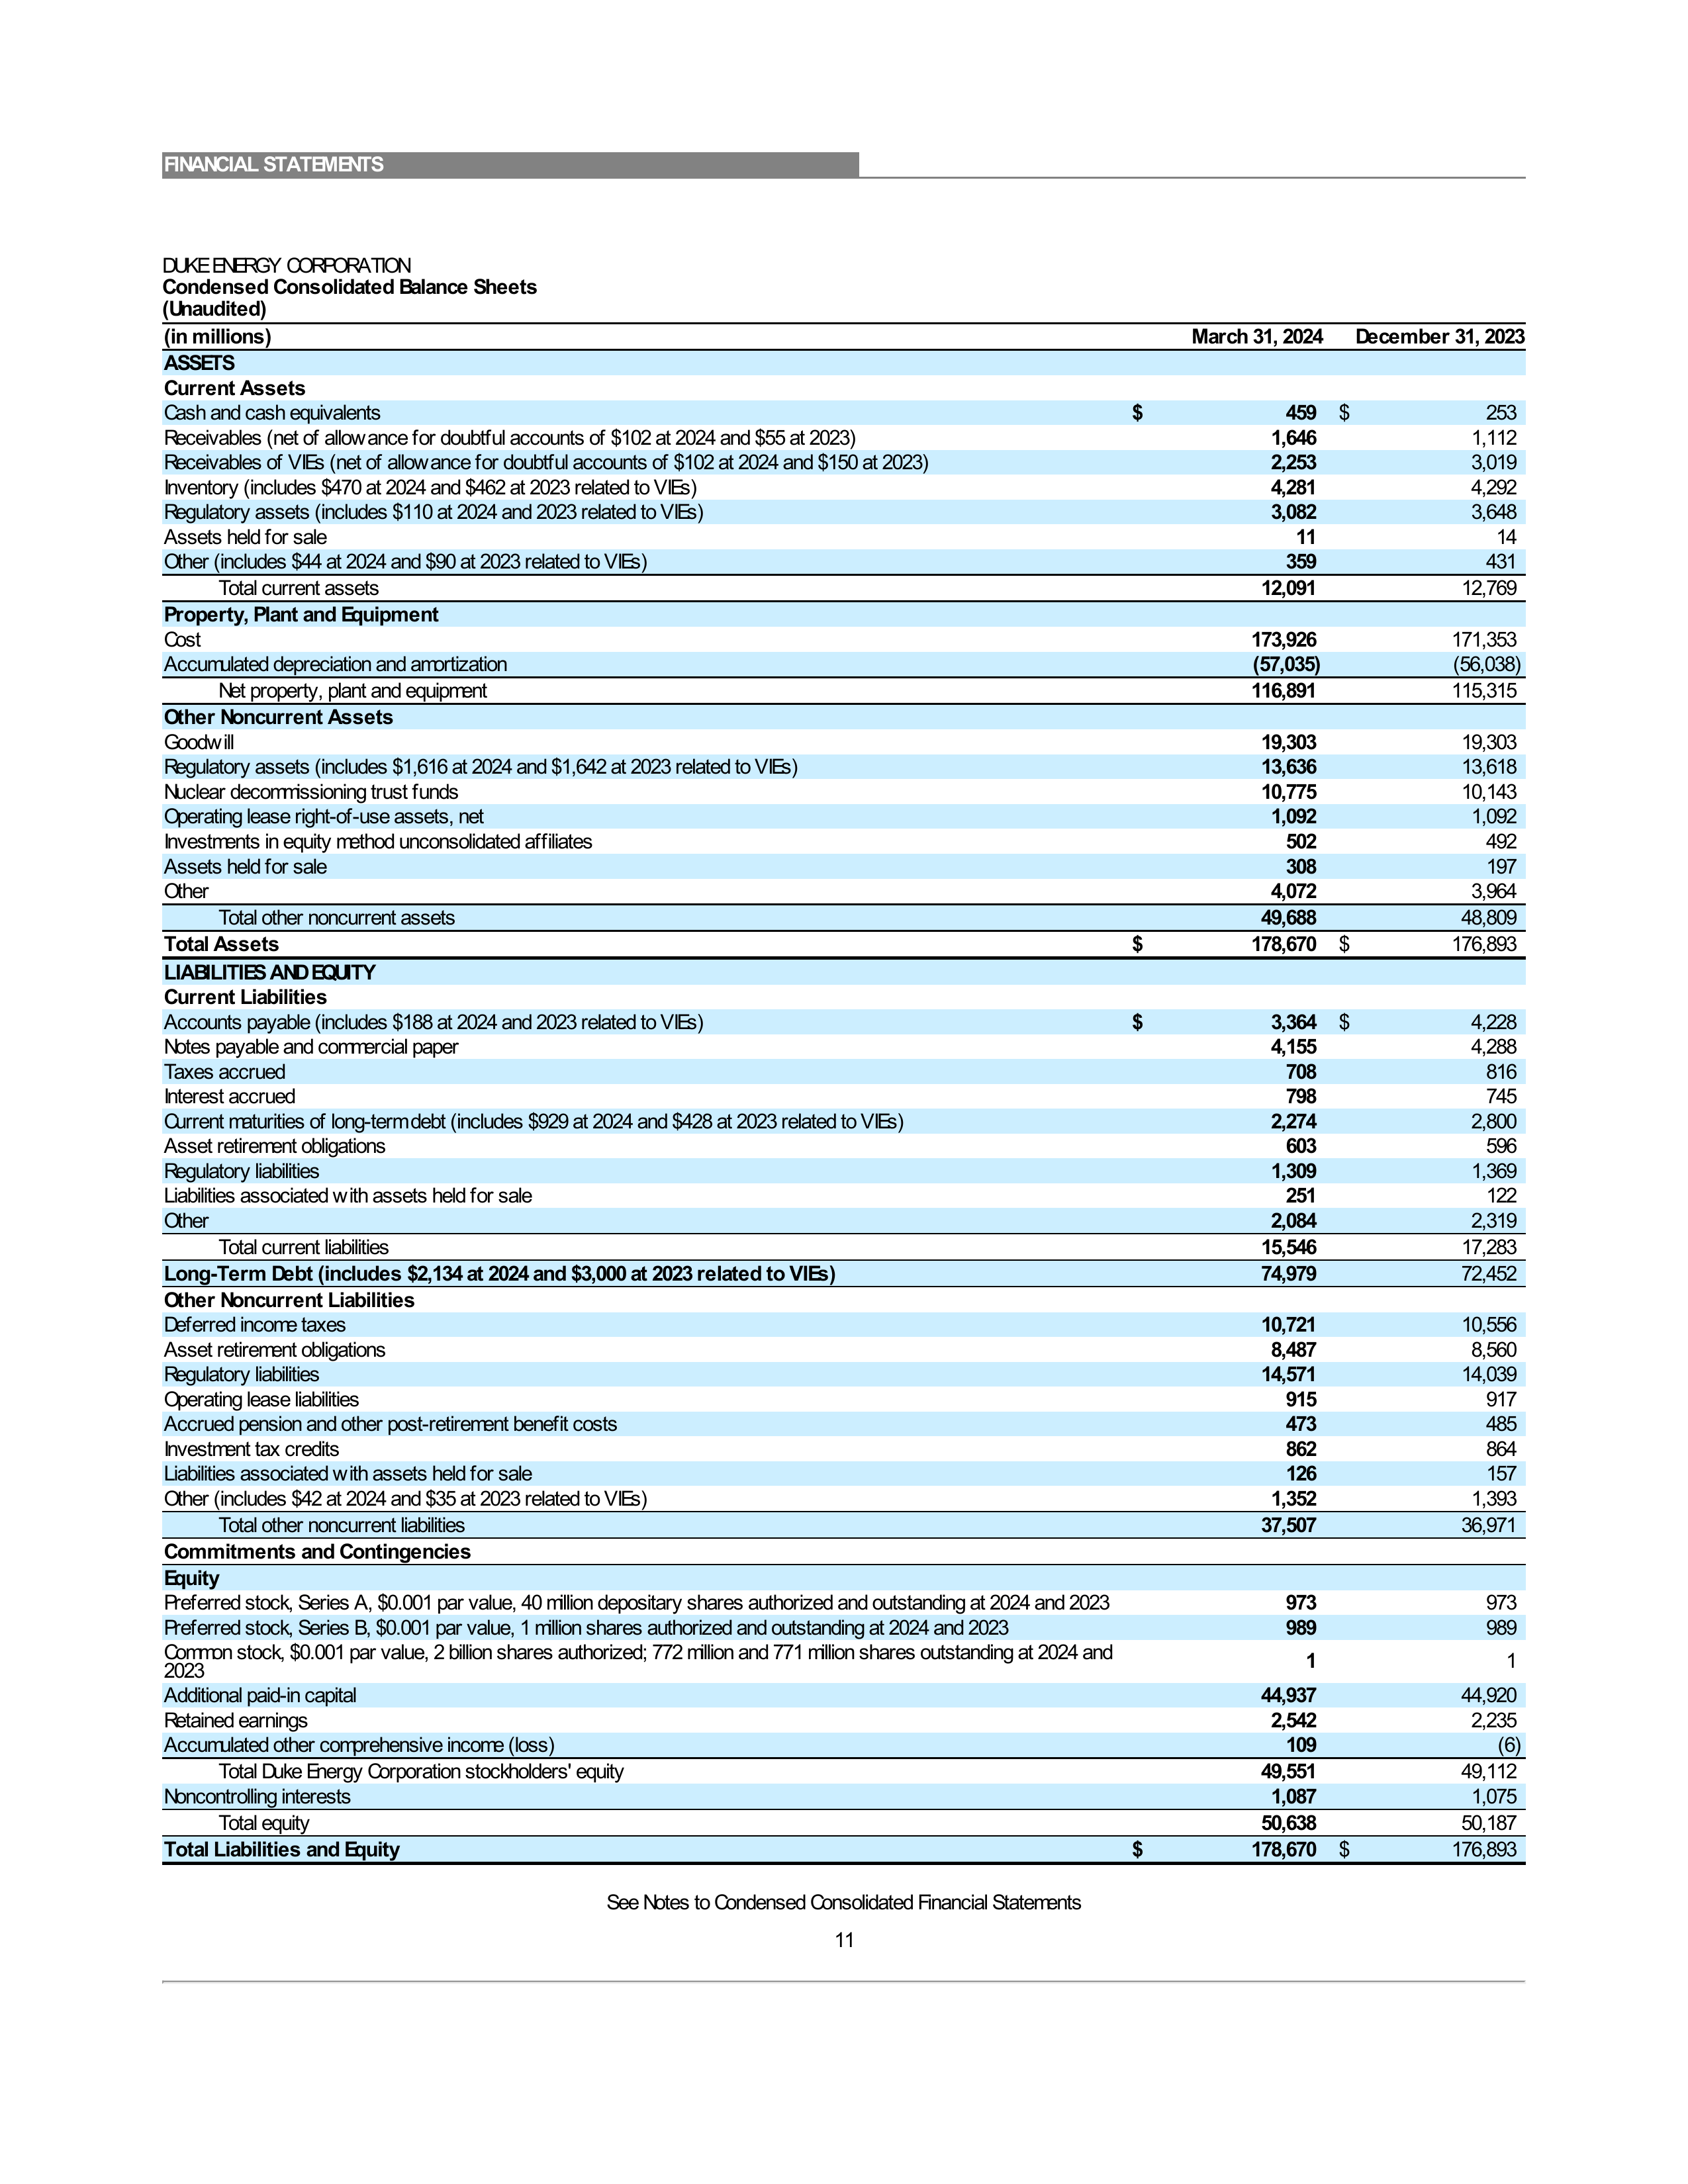 FINANCIAL STATEMENTS
DUKE ENERGY CORPORATION
Condensed Consolidated Balance Sheets
(Unaudited)
(in millions) March 31, 2024 December 31, 2023
ASSETS
Current Assets
Cash and cash equivalents $ 459 $ 253
Receivables (net of allowance for doubtful accounts of $102 at 2024 and $55 at 2023) 1,646 1,112
Receivables of VIEs (net of allowance for doubtful accounts of $102 at 2024 and $150 at 2023) 2,253 3,019
Inventory (includes $470 at 2024 and $462 at 2023 related to VIEs) 4,281 4,292
Regulatory assets (includes $110 at 2024 and 2023 related to VIEs) 3,082 3,648
Assets held for sale 11 14
Other (includes $44 at 2024 and $90 at 2023 related to VIEs) 359 431
Total current assets 12,091 12,769
Property, Plant and Equipment
Cost 173,926 171,353
Accumulated depreciation and amortization (57,035) (56,038)
Net property, plant and equipment 116,891 115,315
Other Noncurrent Assets
Goodwill 19,303 19,303
Regulatory assets (includes $1,616 at 2024 and $1,642 at 2023 related to VIEs) 13,636 13,618
Nuclear decommissioning trust funds 10,775 10,143
Operating lease right-of-use assets, net 1,092 1,092
Investments in equity method unconsolidated affiliates 502 492
Assets held for sale 308 197
Other 4,072 3,964
Total other noncurrent assets 49,688 48,809
Total Assets $ 178,670 $ 176,893
LIABILITIES AND EQUITY
Current Liabilities
Accounts payable (includes $188 at 2024 and 2023 related to VIEs) $ 3,364 $ 4,228
Notes payable and commercial paper 4,155 4,288
Taxes accrued 708 816
Interest accrued 798 745
Current maturities of long-term debt (includes $929 at 2024 and $428 at 2023 related to VIEs) 2,274 2,800
Asset retirement obligations 603 596
Regulatory liabilities 1,309 1,369
Liabilities associated with assets held for sale 251 122
Other 2,084 2,319
Total current liabilities 15,546 17,283
Long-Term Debt (includes $2,134 at 2024 and $3,000 at 2023 related to VIEs) 74,979 72,452
Other Noncurrent Liabilities
Deferred income taxes 10,721 10,556
Asset retirement obligations 8,487 8,560
Regulatory liabilities 14,571 14,039
Operating lease liabilities 915 917
Accrued pension and other post-retirement benefit costs 473 485
Investment tax credits 862 864
Liabilities associated with assets held for sale 126 157
Other (includes $42 at 2024 and $35 at 2023 related to VIEs) 1,352 1,393
Total other noncurrent liabilities 37,507 36,971
Commitments and Contingencies
Equity
Preferred stock, Series A, $0.001 par value, 40 million depositary shares authorized and outstanding at 2024 and 2023 973 973
Preferred stock, Series B, $0.001 par value, 1 million shares authorized and outstanding at 2024 and 2023 989 989
Common stock, $0.001 par value, 2 billion shares authorized; 772 million and 771 million shares outstanding at 2024 and
2023 1 1
Additional paid-in capital 44,937 44,920
Retained earnings 2,542 2,235
Accumulated other comprehensive income (loss) 109 (6)
Total Duke Energy Corporation stockholders' equity 49,551 49,112
Noncontrolling interests 1,087 1,075
Total equity 50,638 50,187
Total Liabilities and Equity $ 178,670 $ 176,893
See Notes to Condensed Consolidated Financial Statements
11